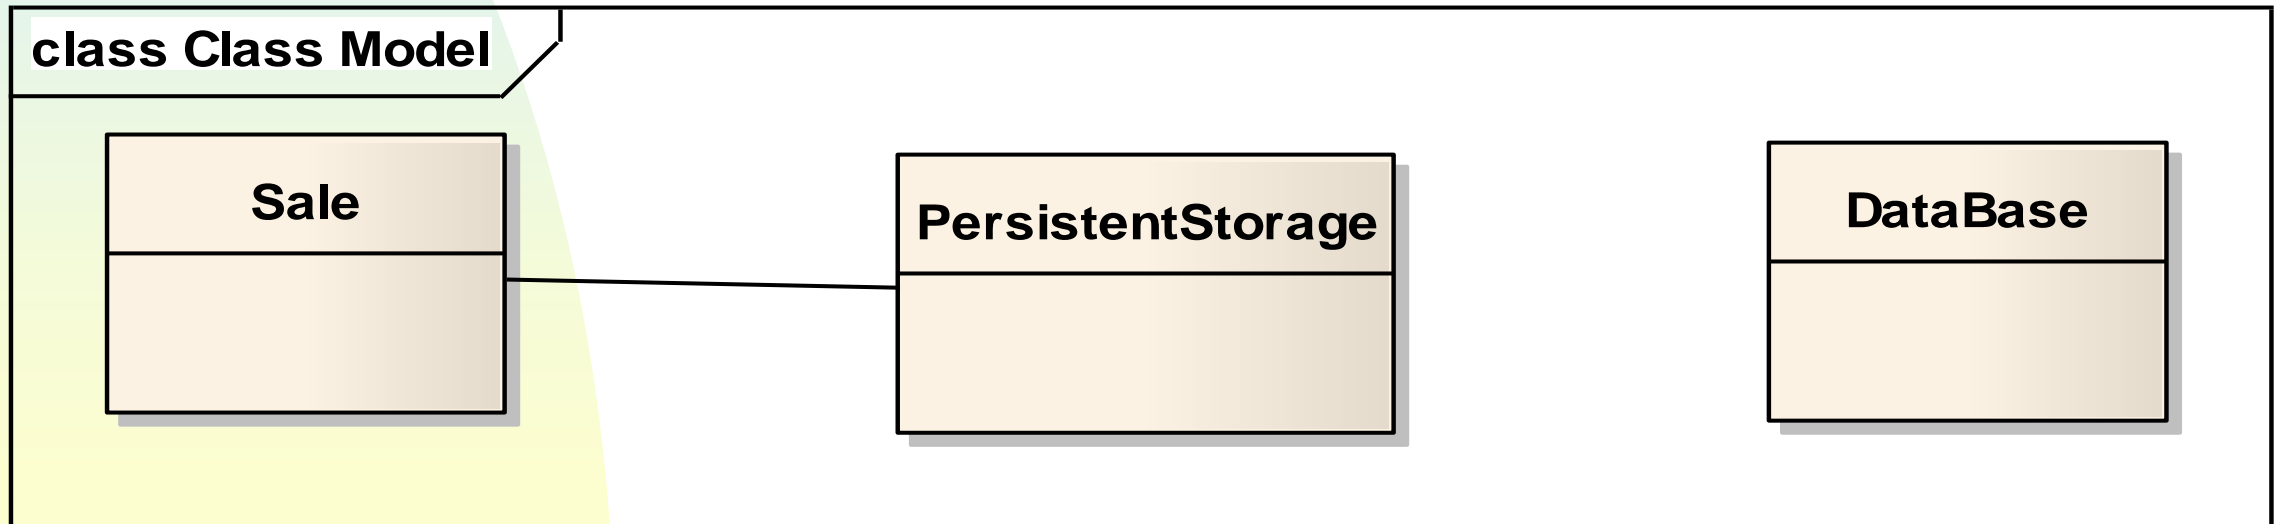 class Class Model
Sale
PersistentStorage
DataBase